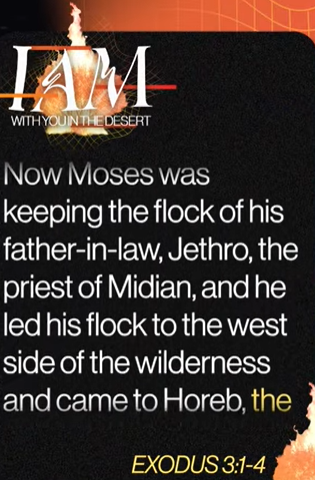 I AM
WITH YOU IN THE DESERT
Now Moses was
keeping the flock of his
father-in-law, Jethro, the
priest of Midian, and he
led his flock to the west
side of the wilderness
and came to Horeb, the
EXODUS 3:1-4